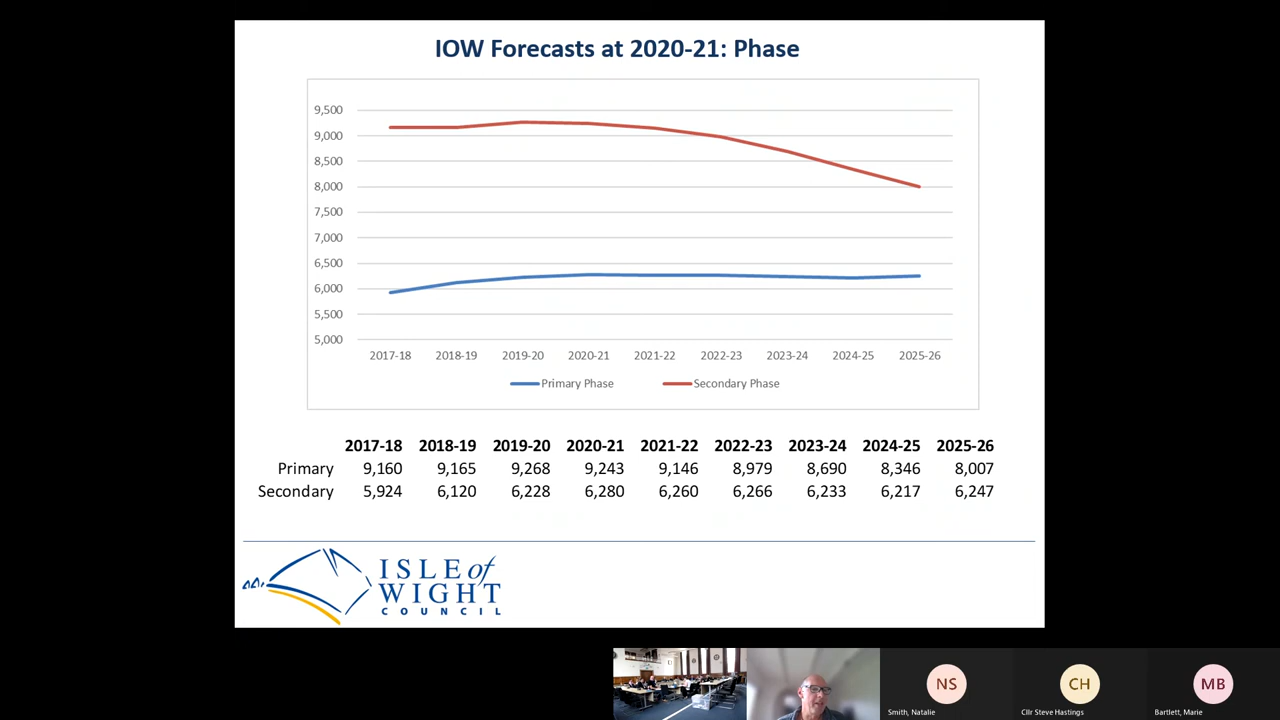 IOW Forecasts at 2020-21: Phase
9,500
9,000
8,500
8,000
7,500
7,000
6,500
6,000
5,500
5,000
2017-18 2018-19 2019-20 2020-21 2021-22 2022-23 2023-24 2024-25 2025-26
Primary Phase Secondary Phase
2017-18 2018-19 2019-20 2020-21 2021-22 2022-23 2023-24 2024-25 2025-26
Primary 9,160 9,165 9,268 9,243 9,146 8,979 8,690 8,346 8,007
Secondary 5,924 6,120 6,228 6,280 6,260 6,266 6,233 6,217 6,247
ISLE of
WIGHT
COUNCIL
NS CH MB
Smith, Natalie Cllr Steve Hastings Bartlett, Marie